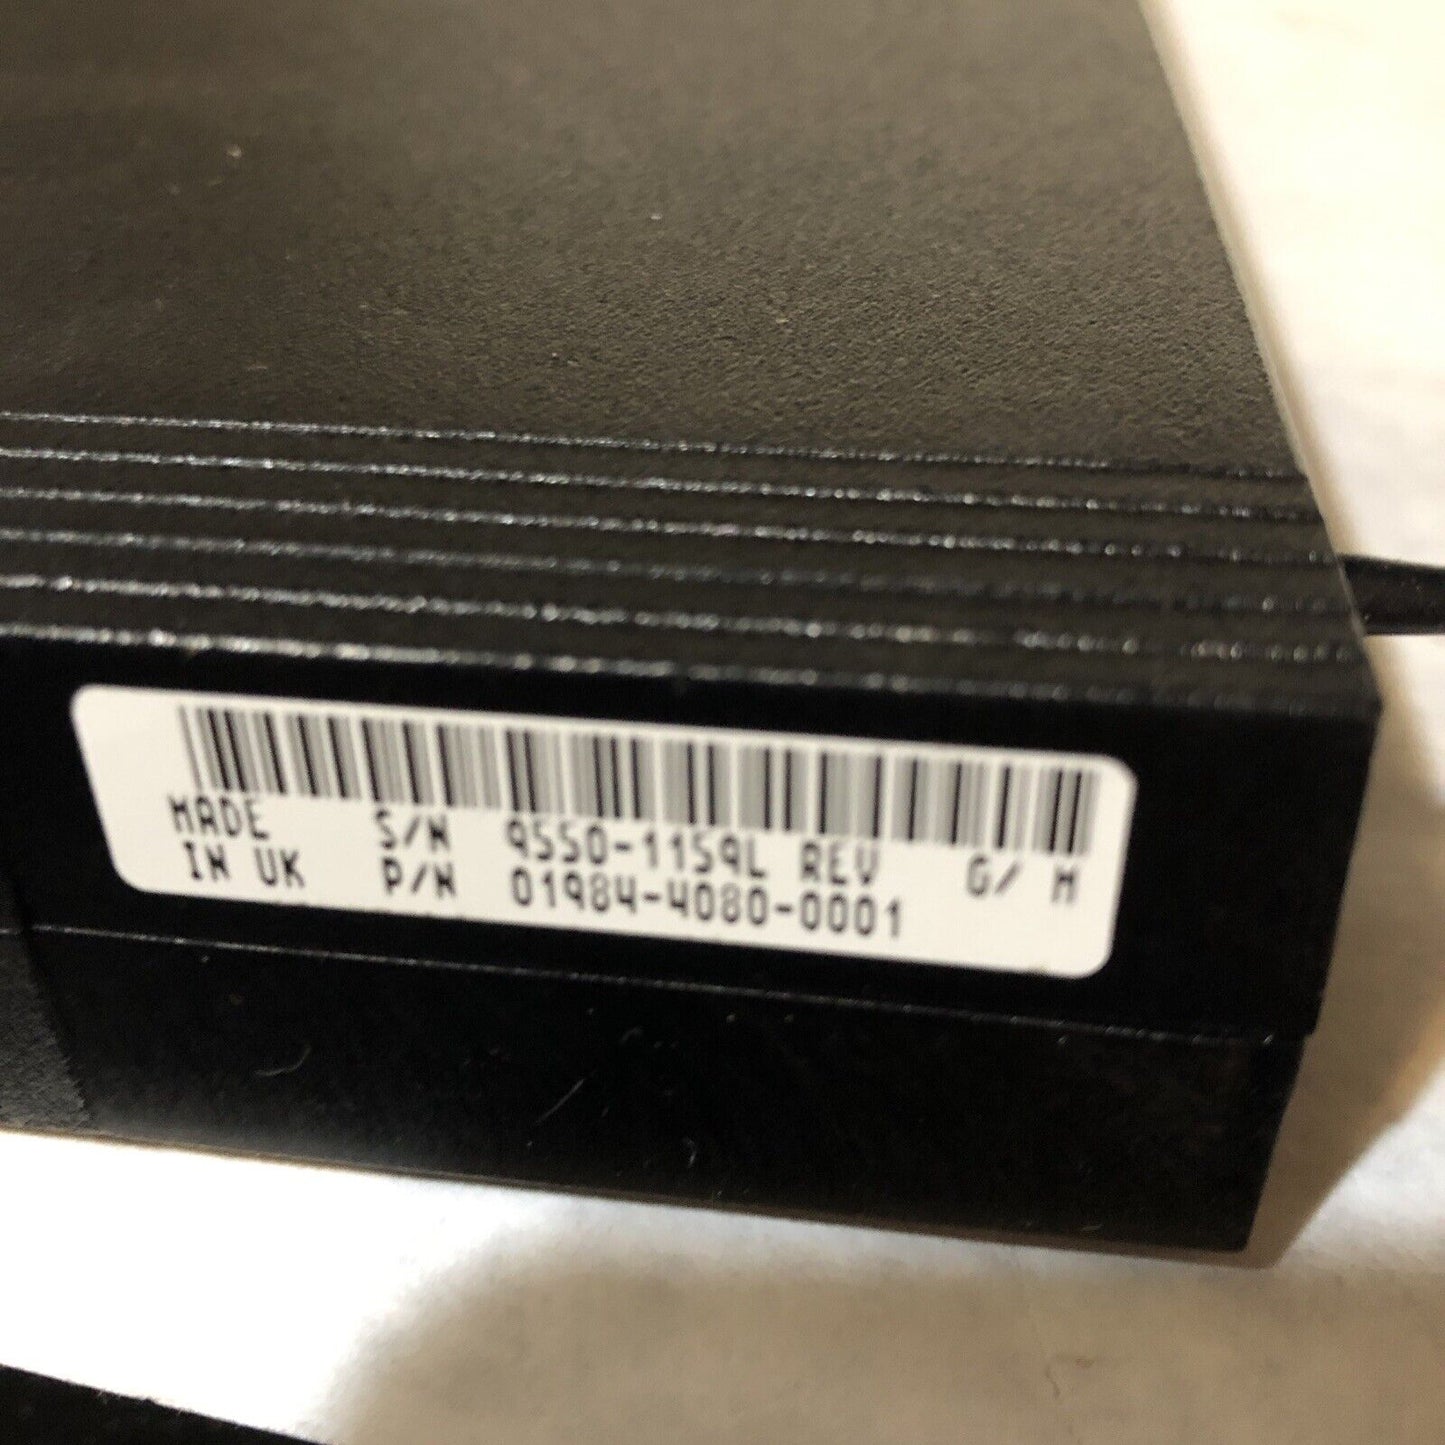 MADE S/N 9550-1159L REV G/ M
IN UK P/N 01984-4080-0001